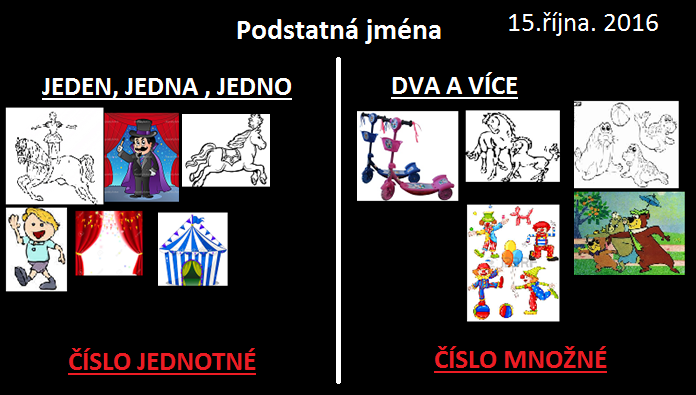 Podstatná jména
15.října. 2016
JEDEN, JEDNA , JEDNO
DVA A VÍCE
ČÍSLO JEDNOTNÉ
ČÍSLO MNOŽNÉ